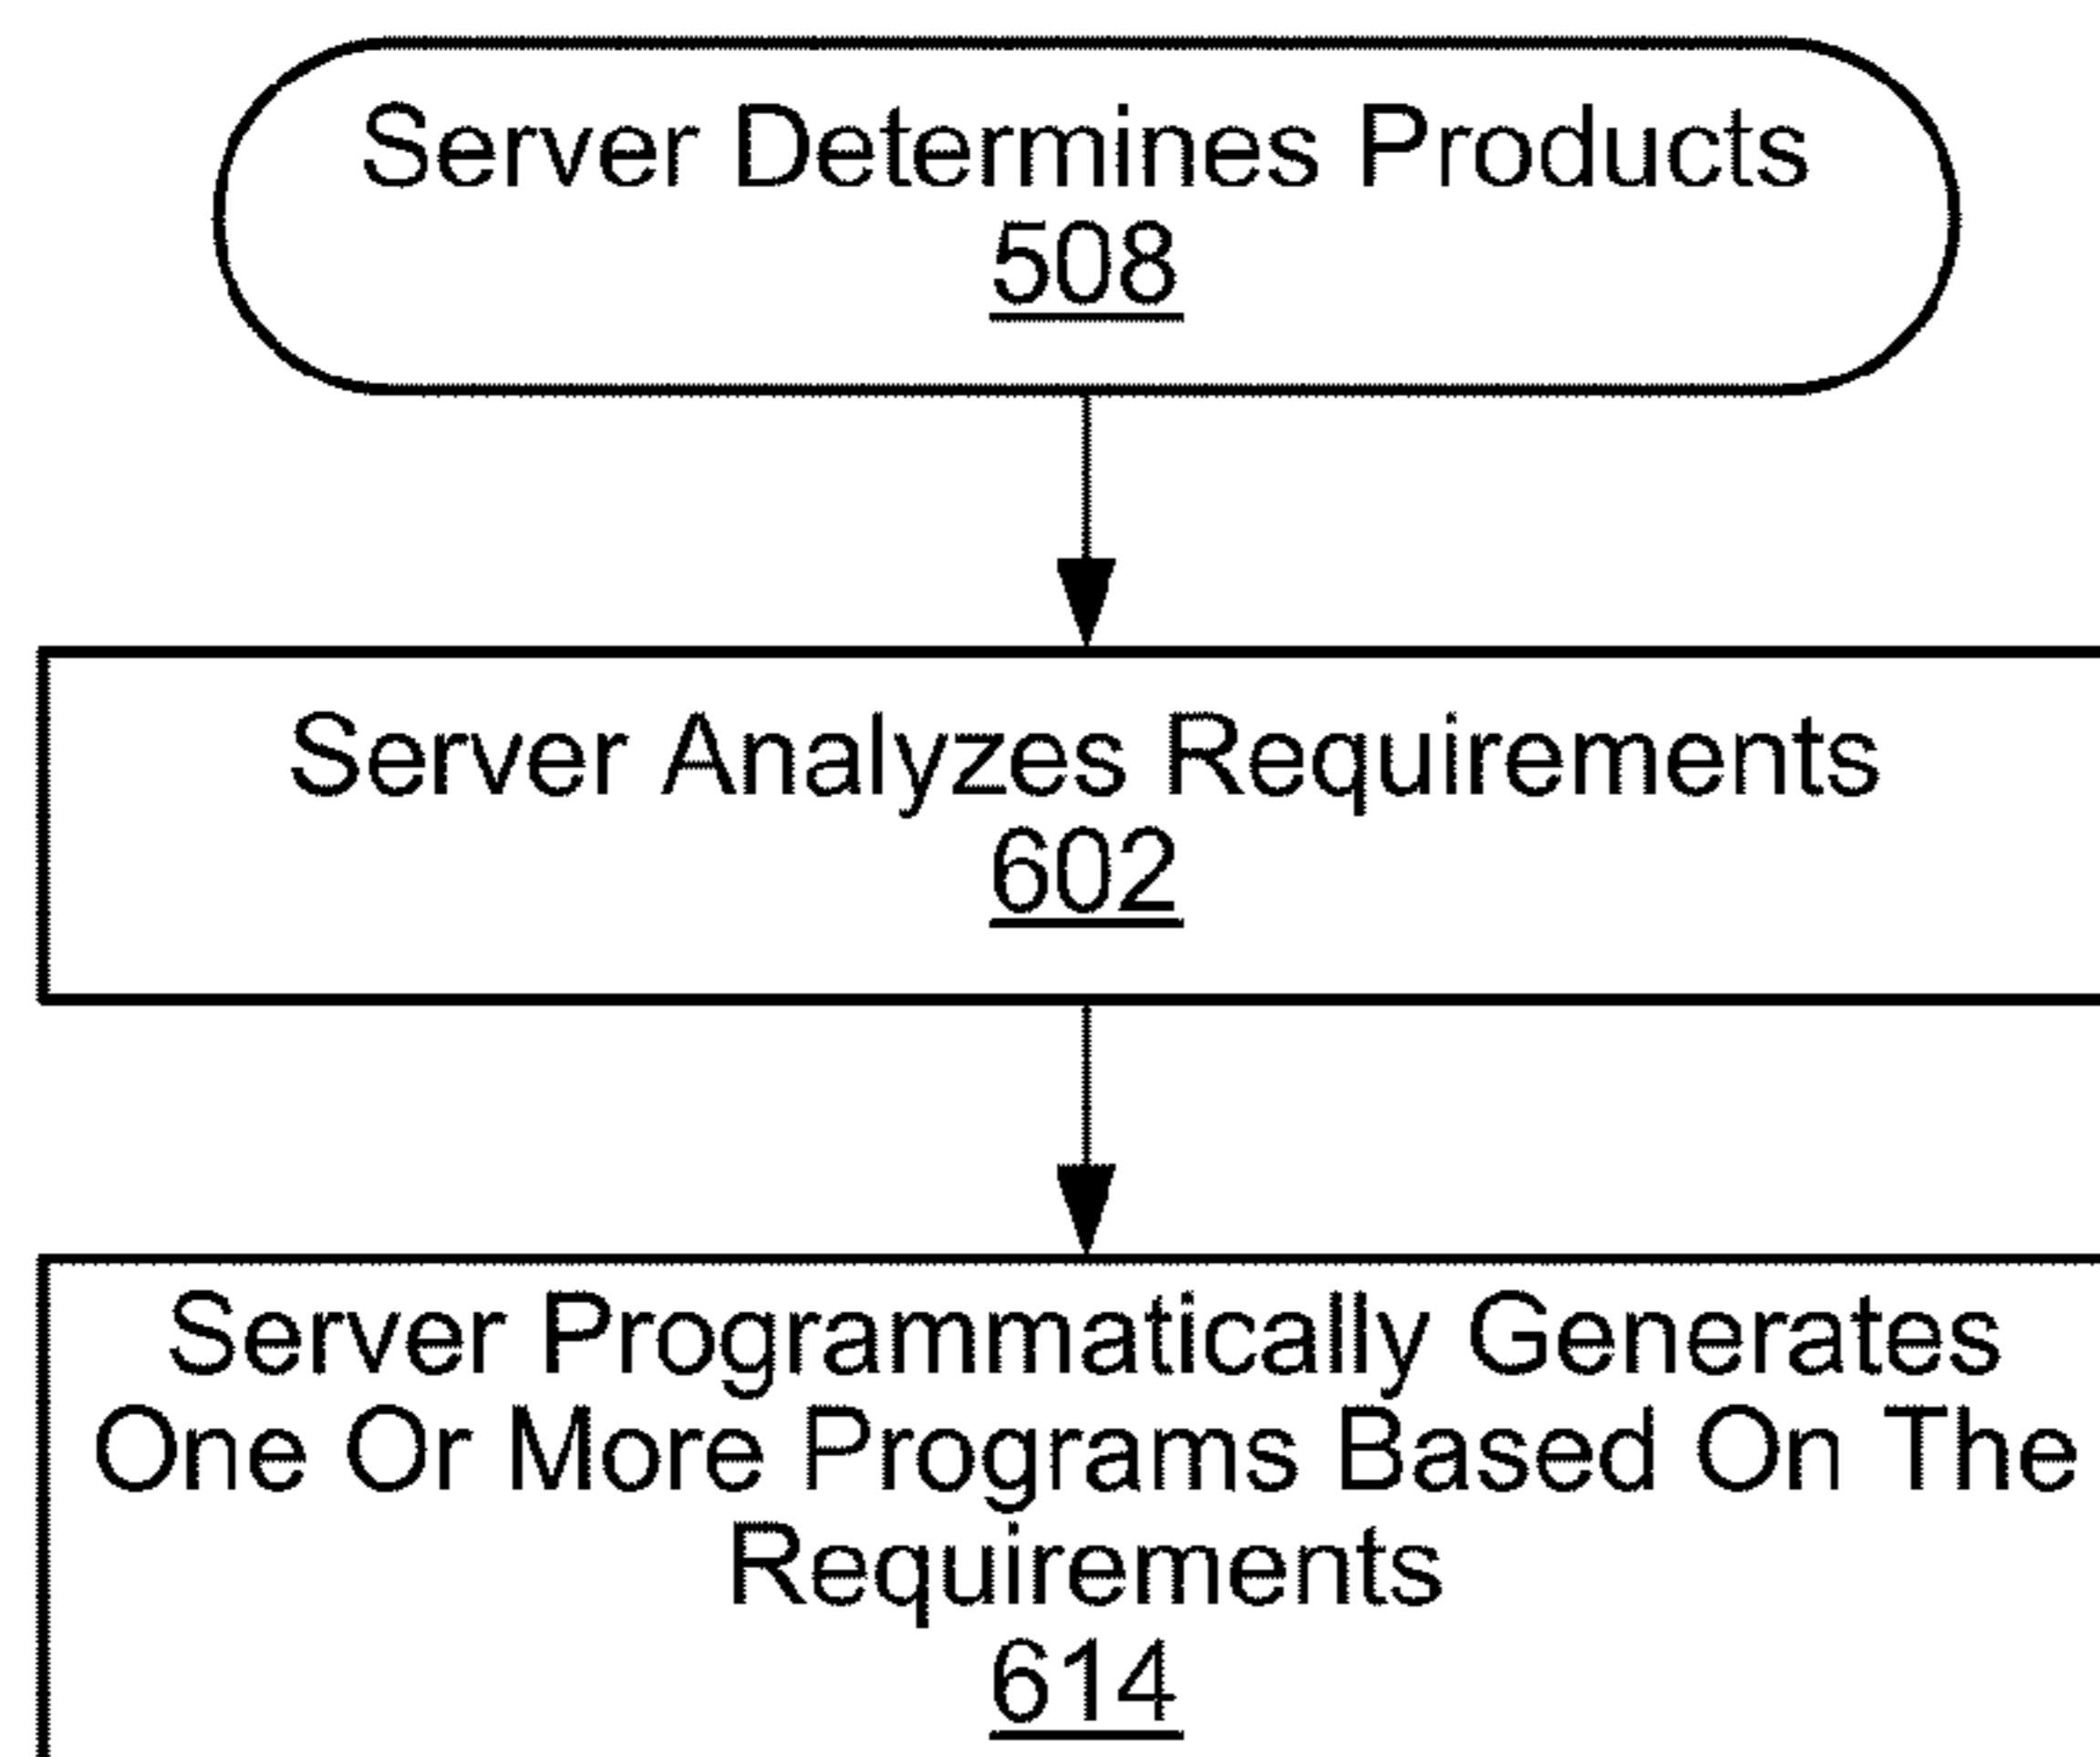 Server Determines Products
508
Server Analyzes Requirements
602
Server Programmatically Generates
One Or More Programs Based On The
Requirements
614